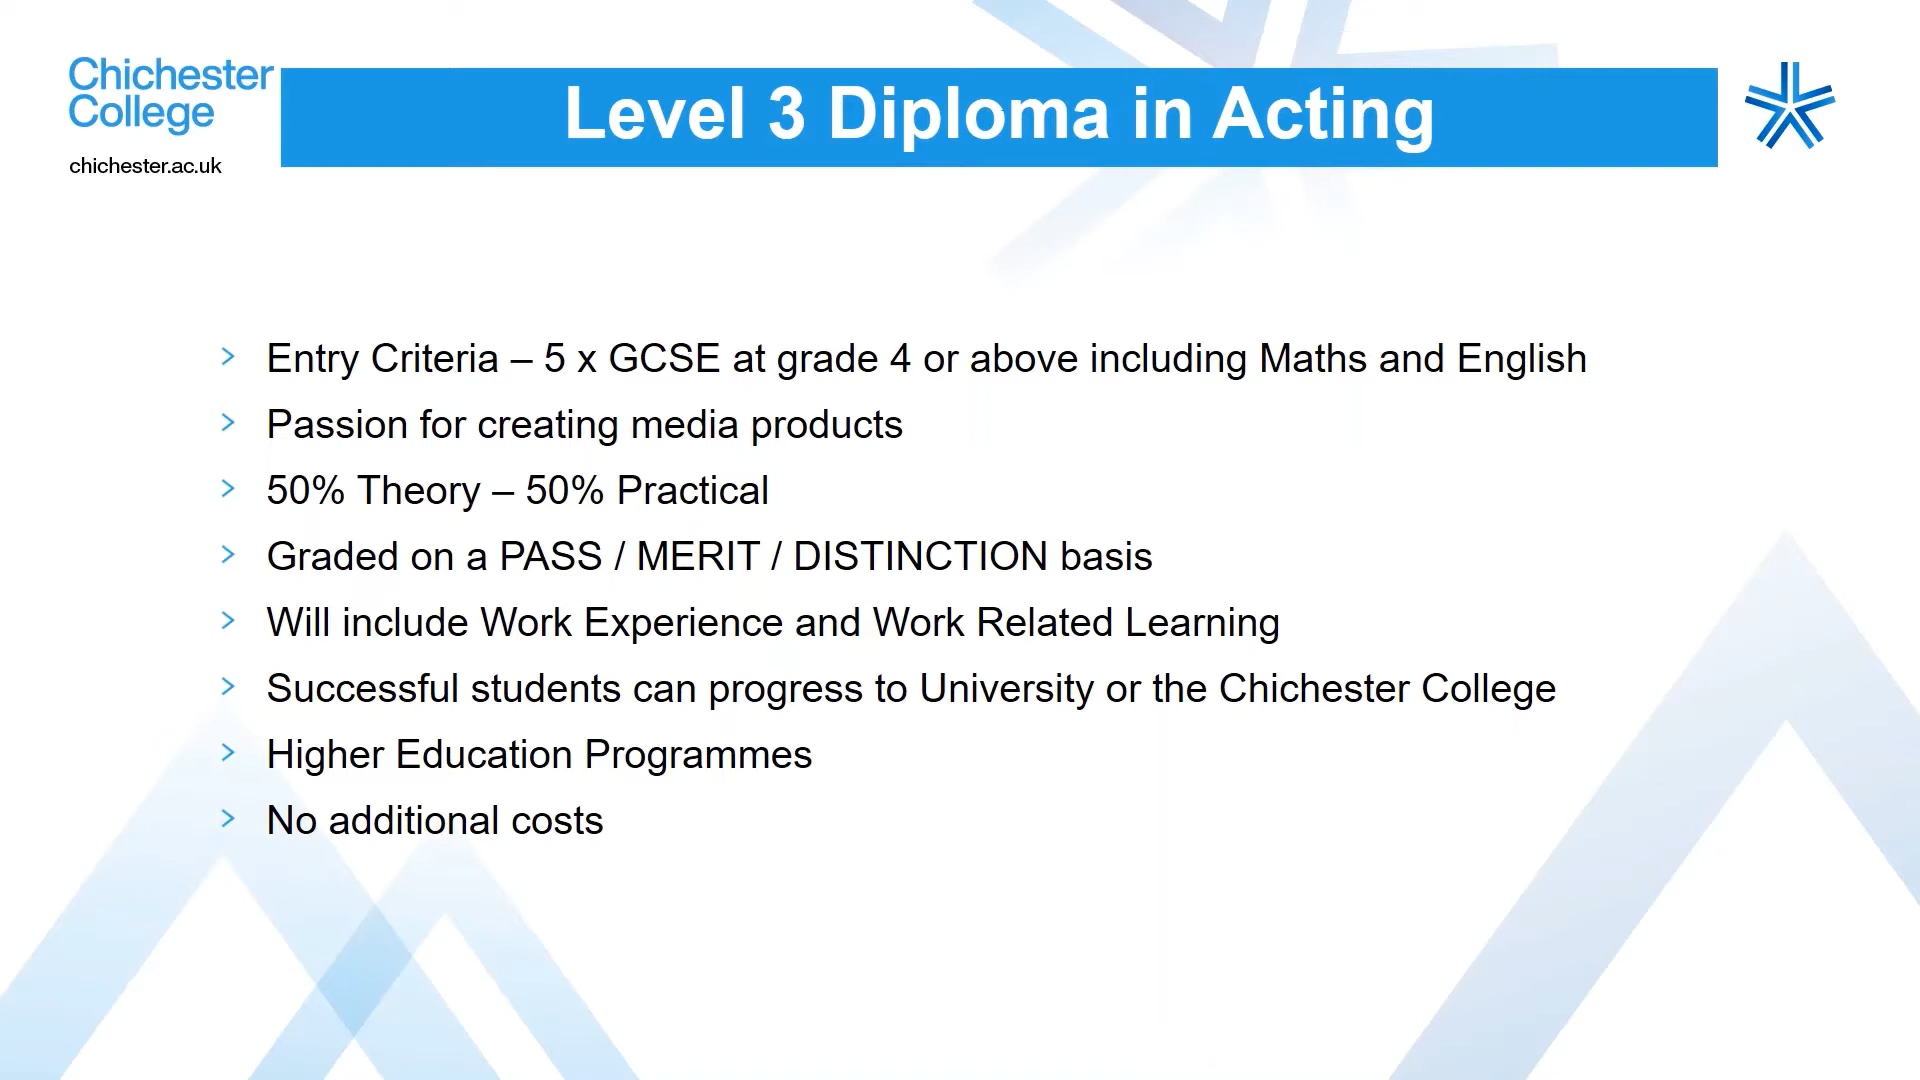 Chichester
College
chichester.ac.uk
Level 3 Diploma in Acting
Entry Criteria – 5 x GCSE at grade 4 or above including Maths and English
Passion for creating media products
50% Theory – 50% Practical
Graded on a PASS / MERIT / DISTINCTION basis
Will include Work Experience and Work Related Learning
Successful students can progress to University or the Chichester College
Higher Education Programmes
No additional costs